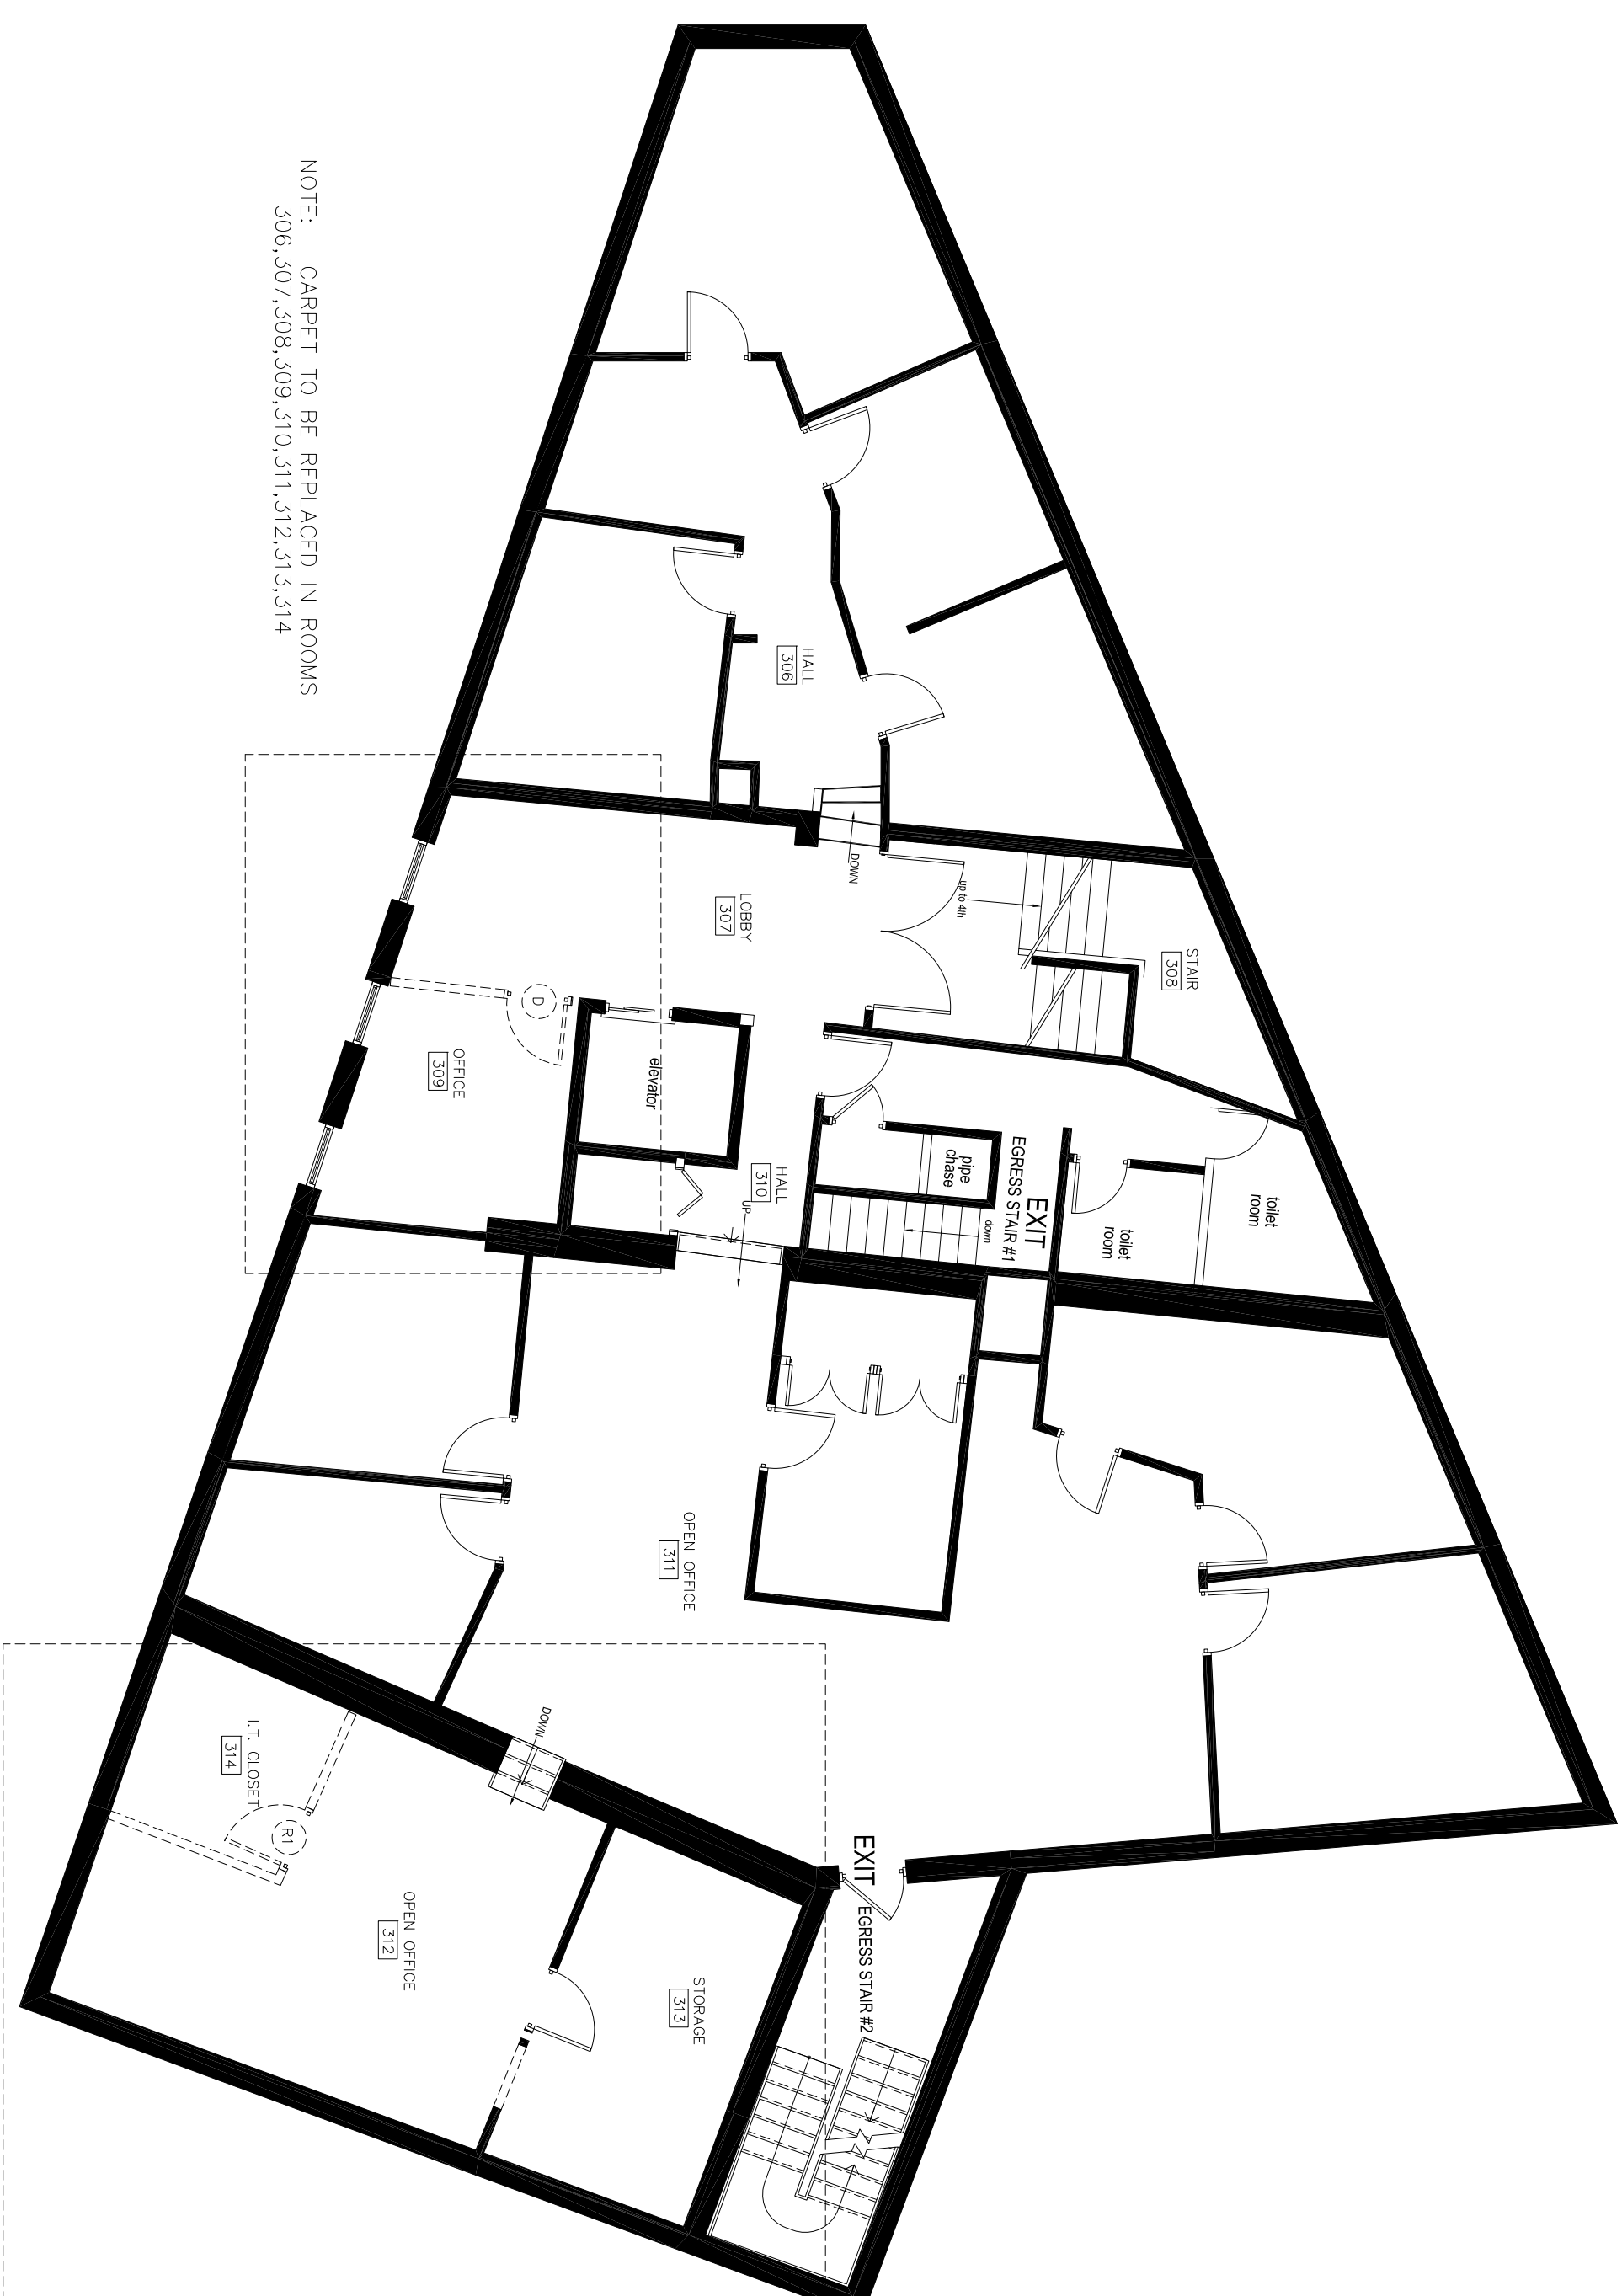 NOTE: CARPET TO BE REPLACED IN ROOMS
306,307,308,309,310,311,312,313,314
HALL
306
DOWN
LOBBY
307
up to 4th
STAIR
308
D
OFFICE
309
elevator
HALL
310
UP
pipe
chase
EXIT
EGRESS STAIR #1
down
toilet
room
toilet
room
OPEN OFFICE
311
DOWN
I.T. CLOSET
314
R1
OPEN OFFICE
312
STORAGE
313
EXIT
EGRESS STAIR #2